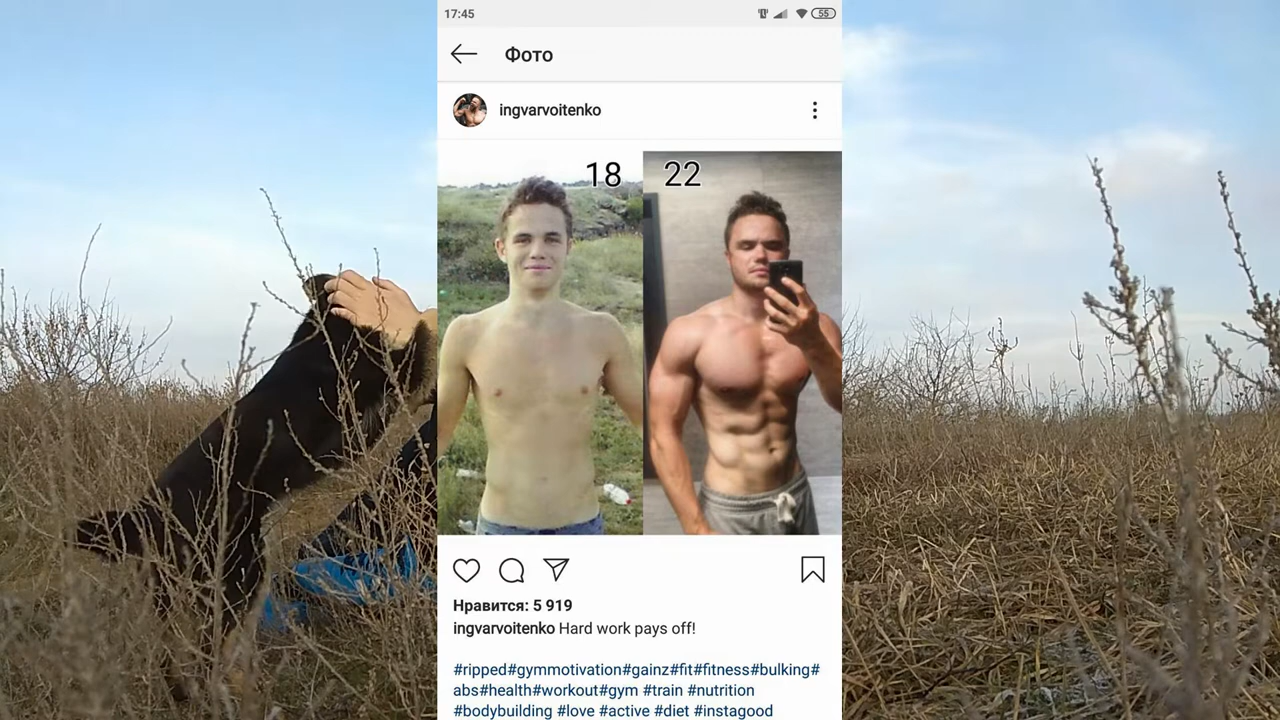 17:45
55
Фото
ingvarvoitenko
18
22
Нравится: 5 919
ingvarvoitenko Hard work pays off!
#ripped#gymmotivation#gainz#fit#fitness#bulking#
abs#health#workout#gym #train #nutrition
#bodybuilding #love #active #diet #instagood